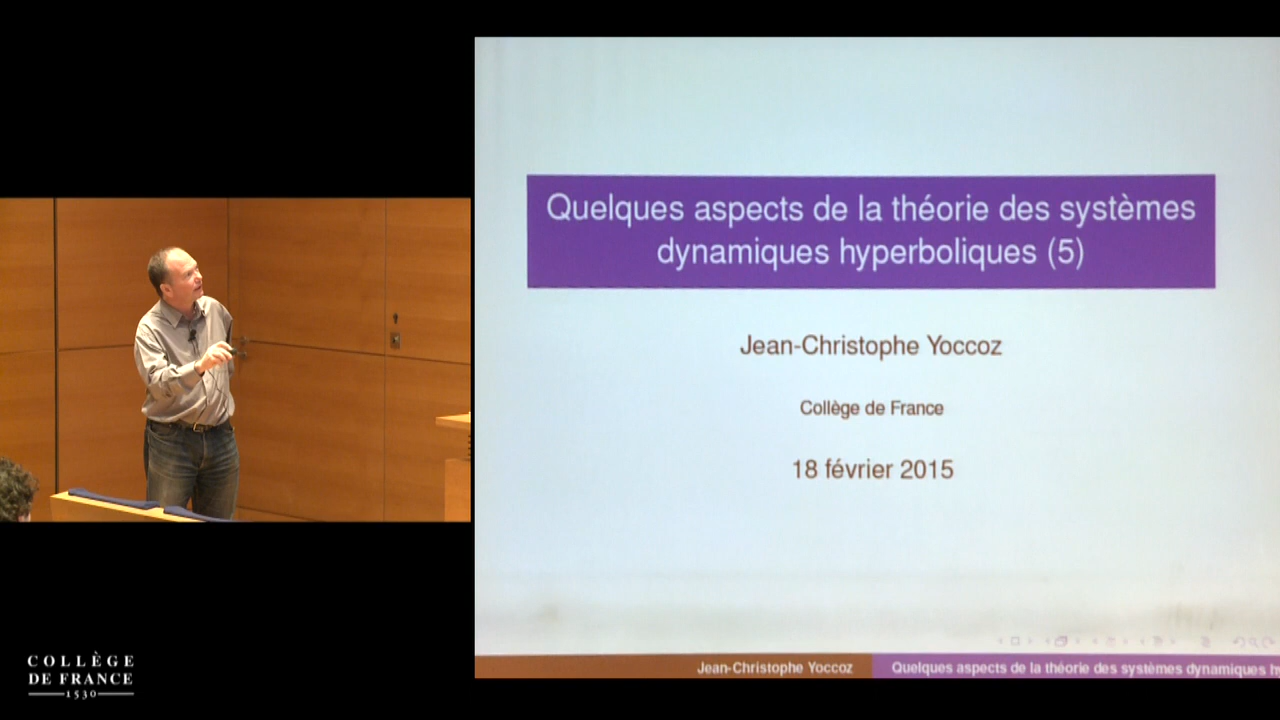 Quelques aspects de la théorie des systèmes
dynamiques hyperboliques (5)
Jean-Christophe Yoccoz
Collège de France
18 février 2015
Jean-Christophe Yoccoz
Quelques aspects de la théorie des systèmes dynamiques
COLLÈGE
DE FRANCE
1530